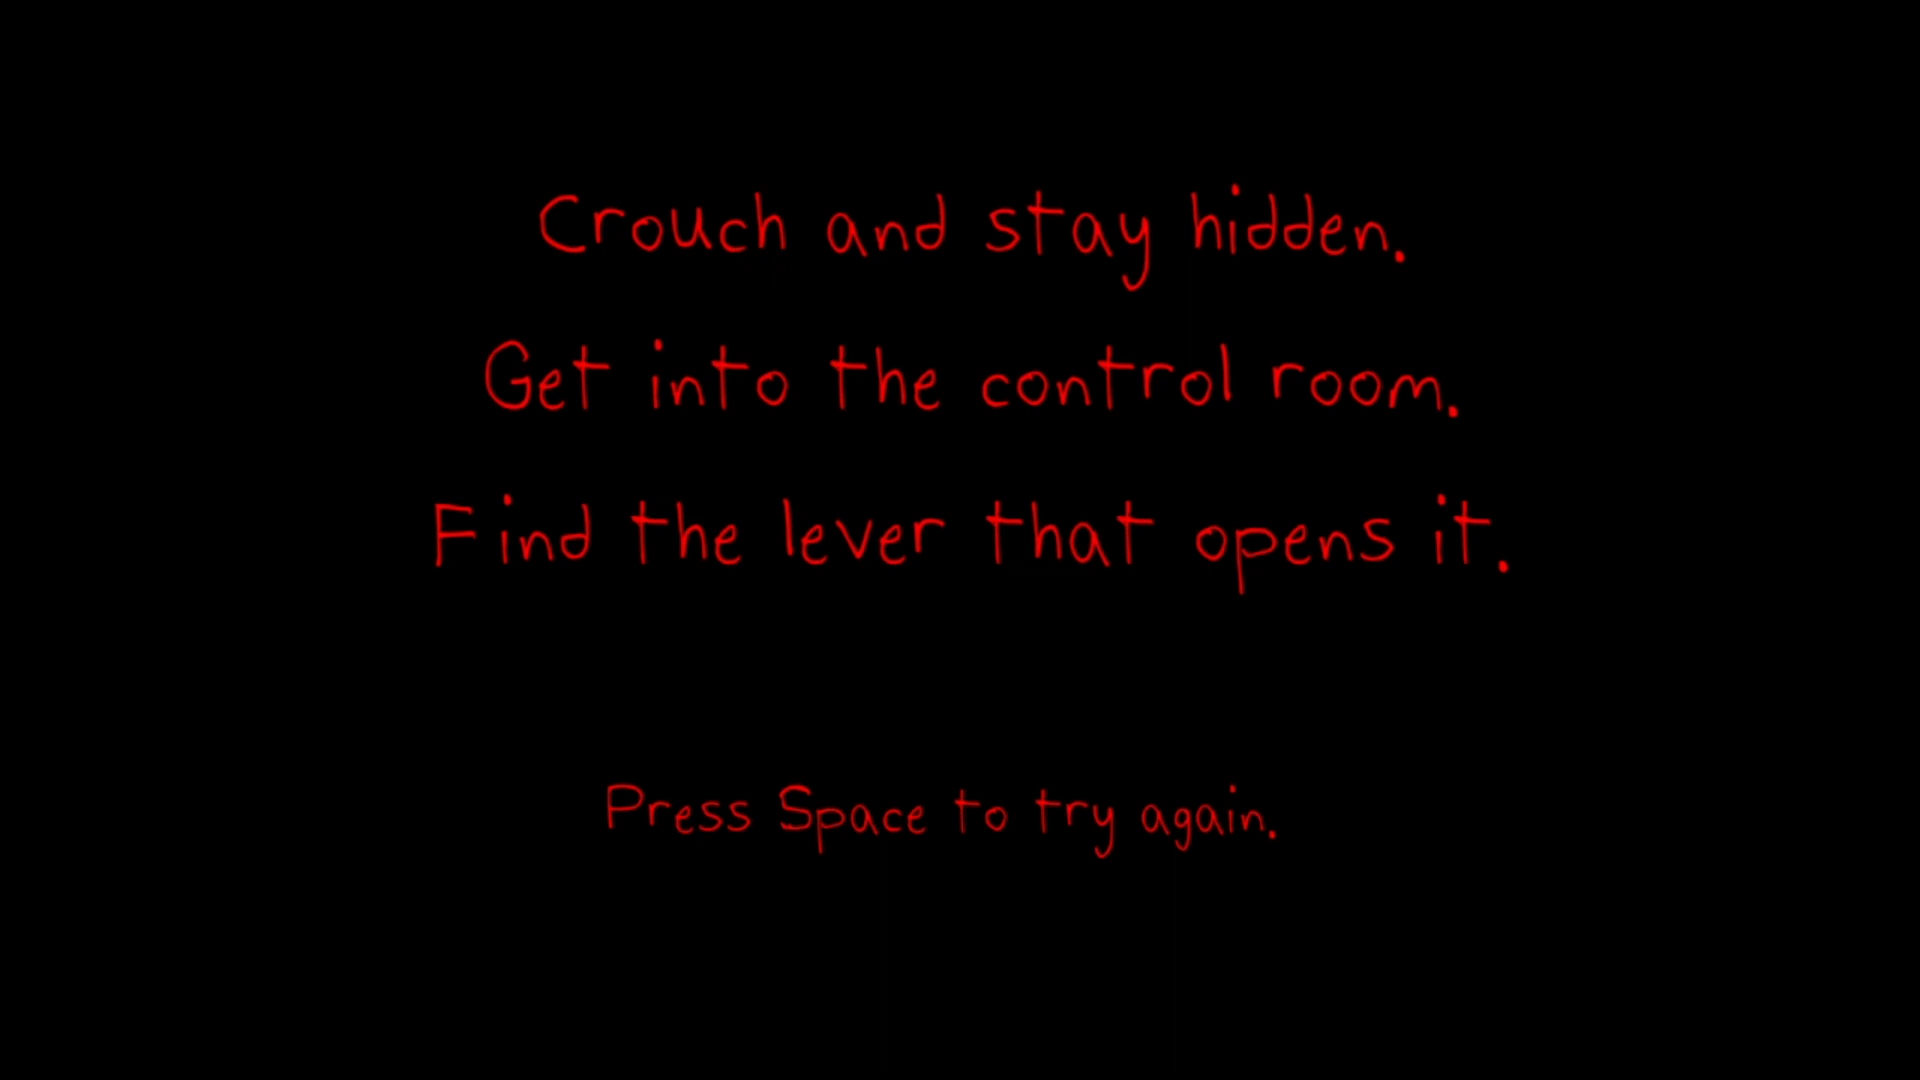 Crouch and stay hidden.
Get into the control room.
Find the lever that opens it.
Press Space to try again.